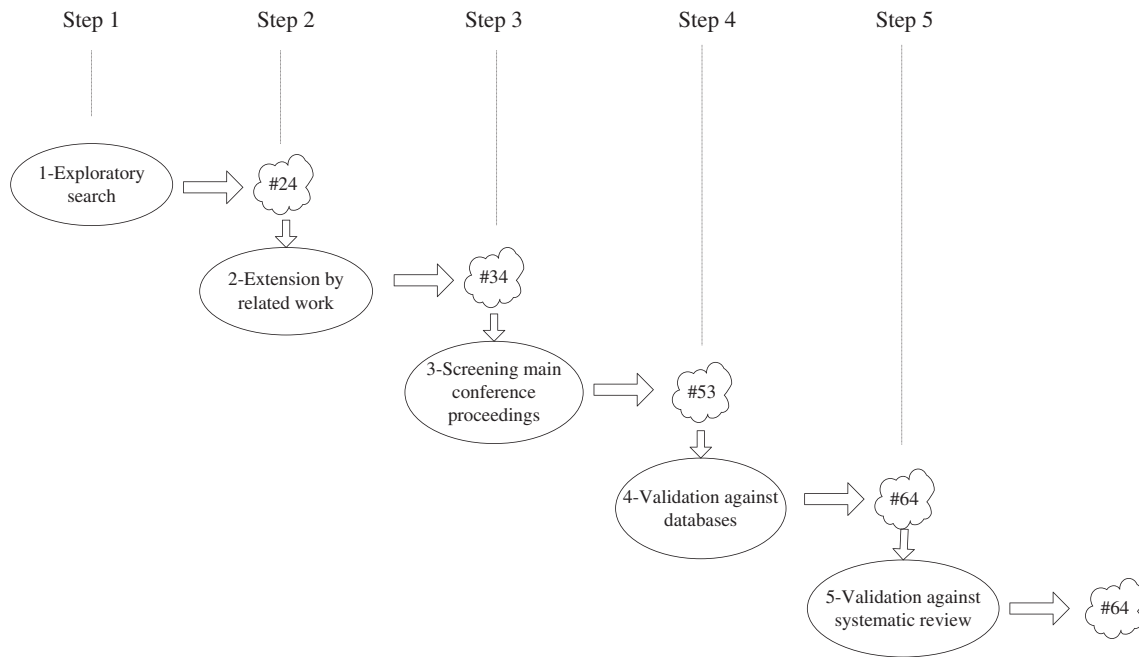 Step 1
Step 2
Step 3
Step 4
Step 5
1-Exploratory
search
#24
2-Extension by
related work
#34
3-Screening main
conference
proceedings
#53
4-Validation against
databases
#64
5-Validation against
systematic review
#64